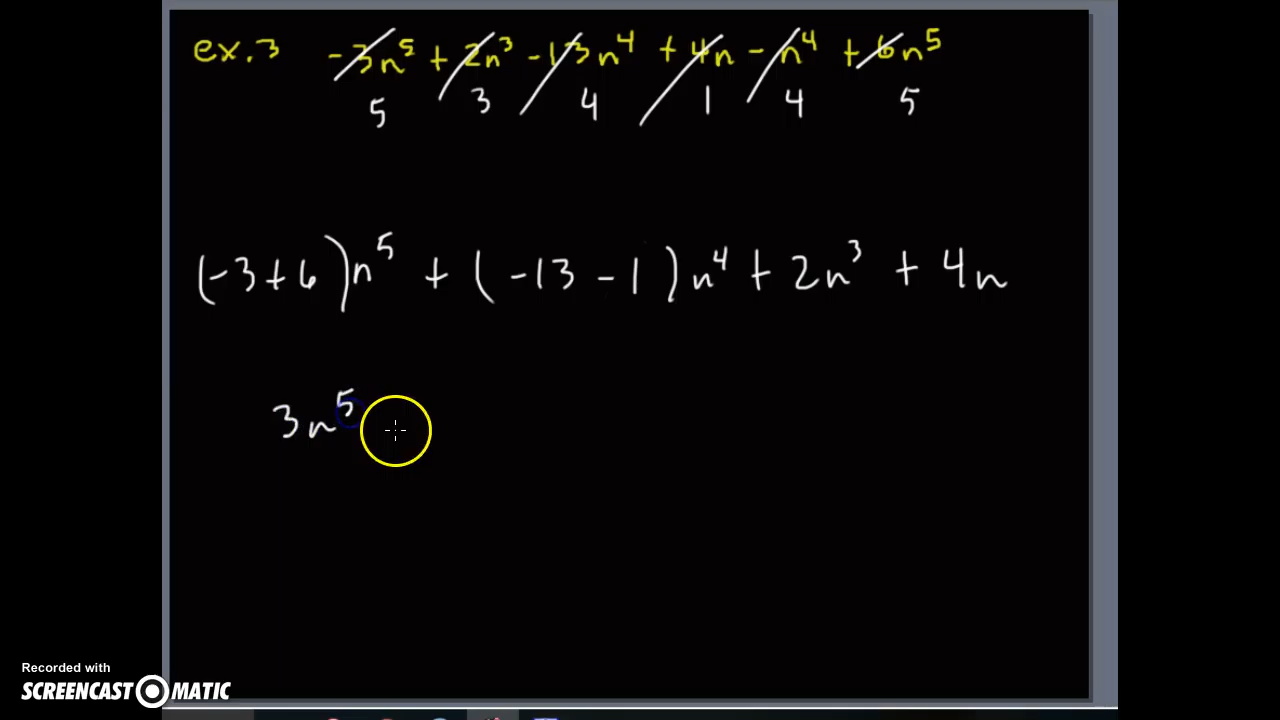 ex.3 -3n⁵ + 2n³ - 13n⁴ + 4n - n⁴ + 6n⁵
5 3 4 1 4 5
(-3+6)n⁵ + (-13-1)n⁴ + 2n³ + 4n
3n⁵
Recorded with
SCREENCAST MATIC